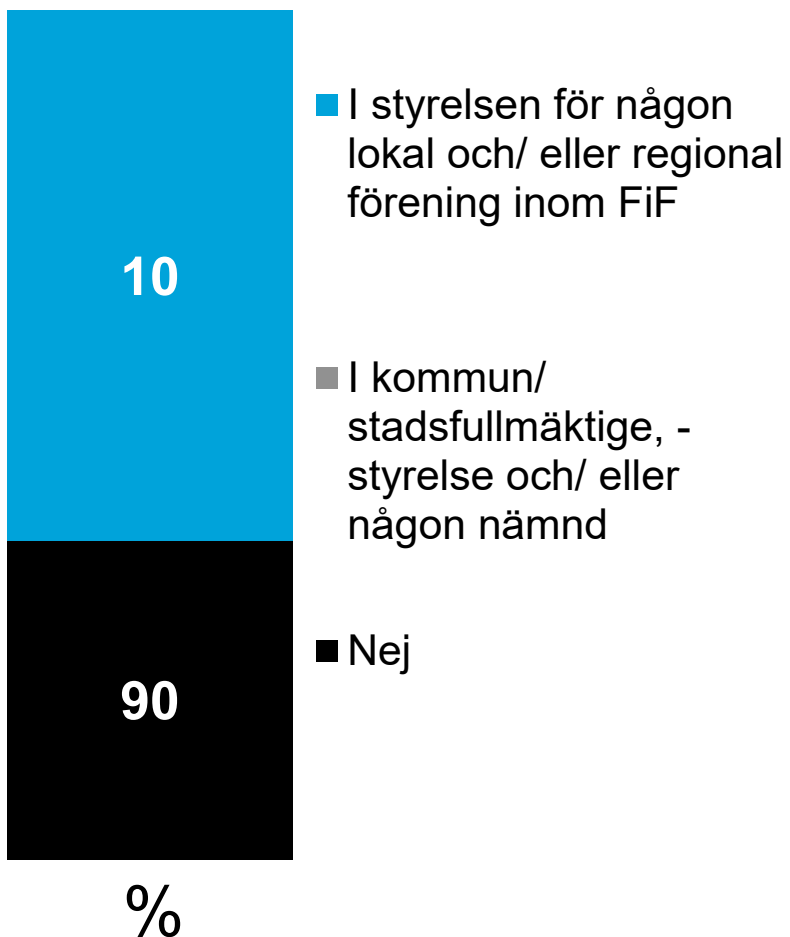 I styrelsen för någon
lokal och/ eller regional
förening inom FiF
10
I kommun/
stadsfullmäktige, -
styrelse och/ eller
någon nämnd
Nej
90
%